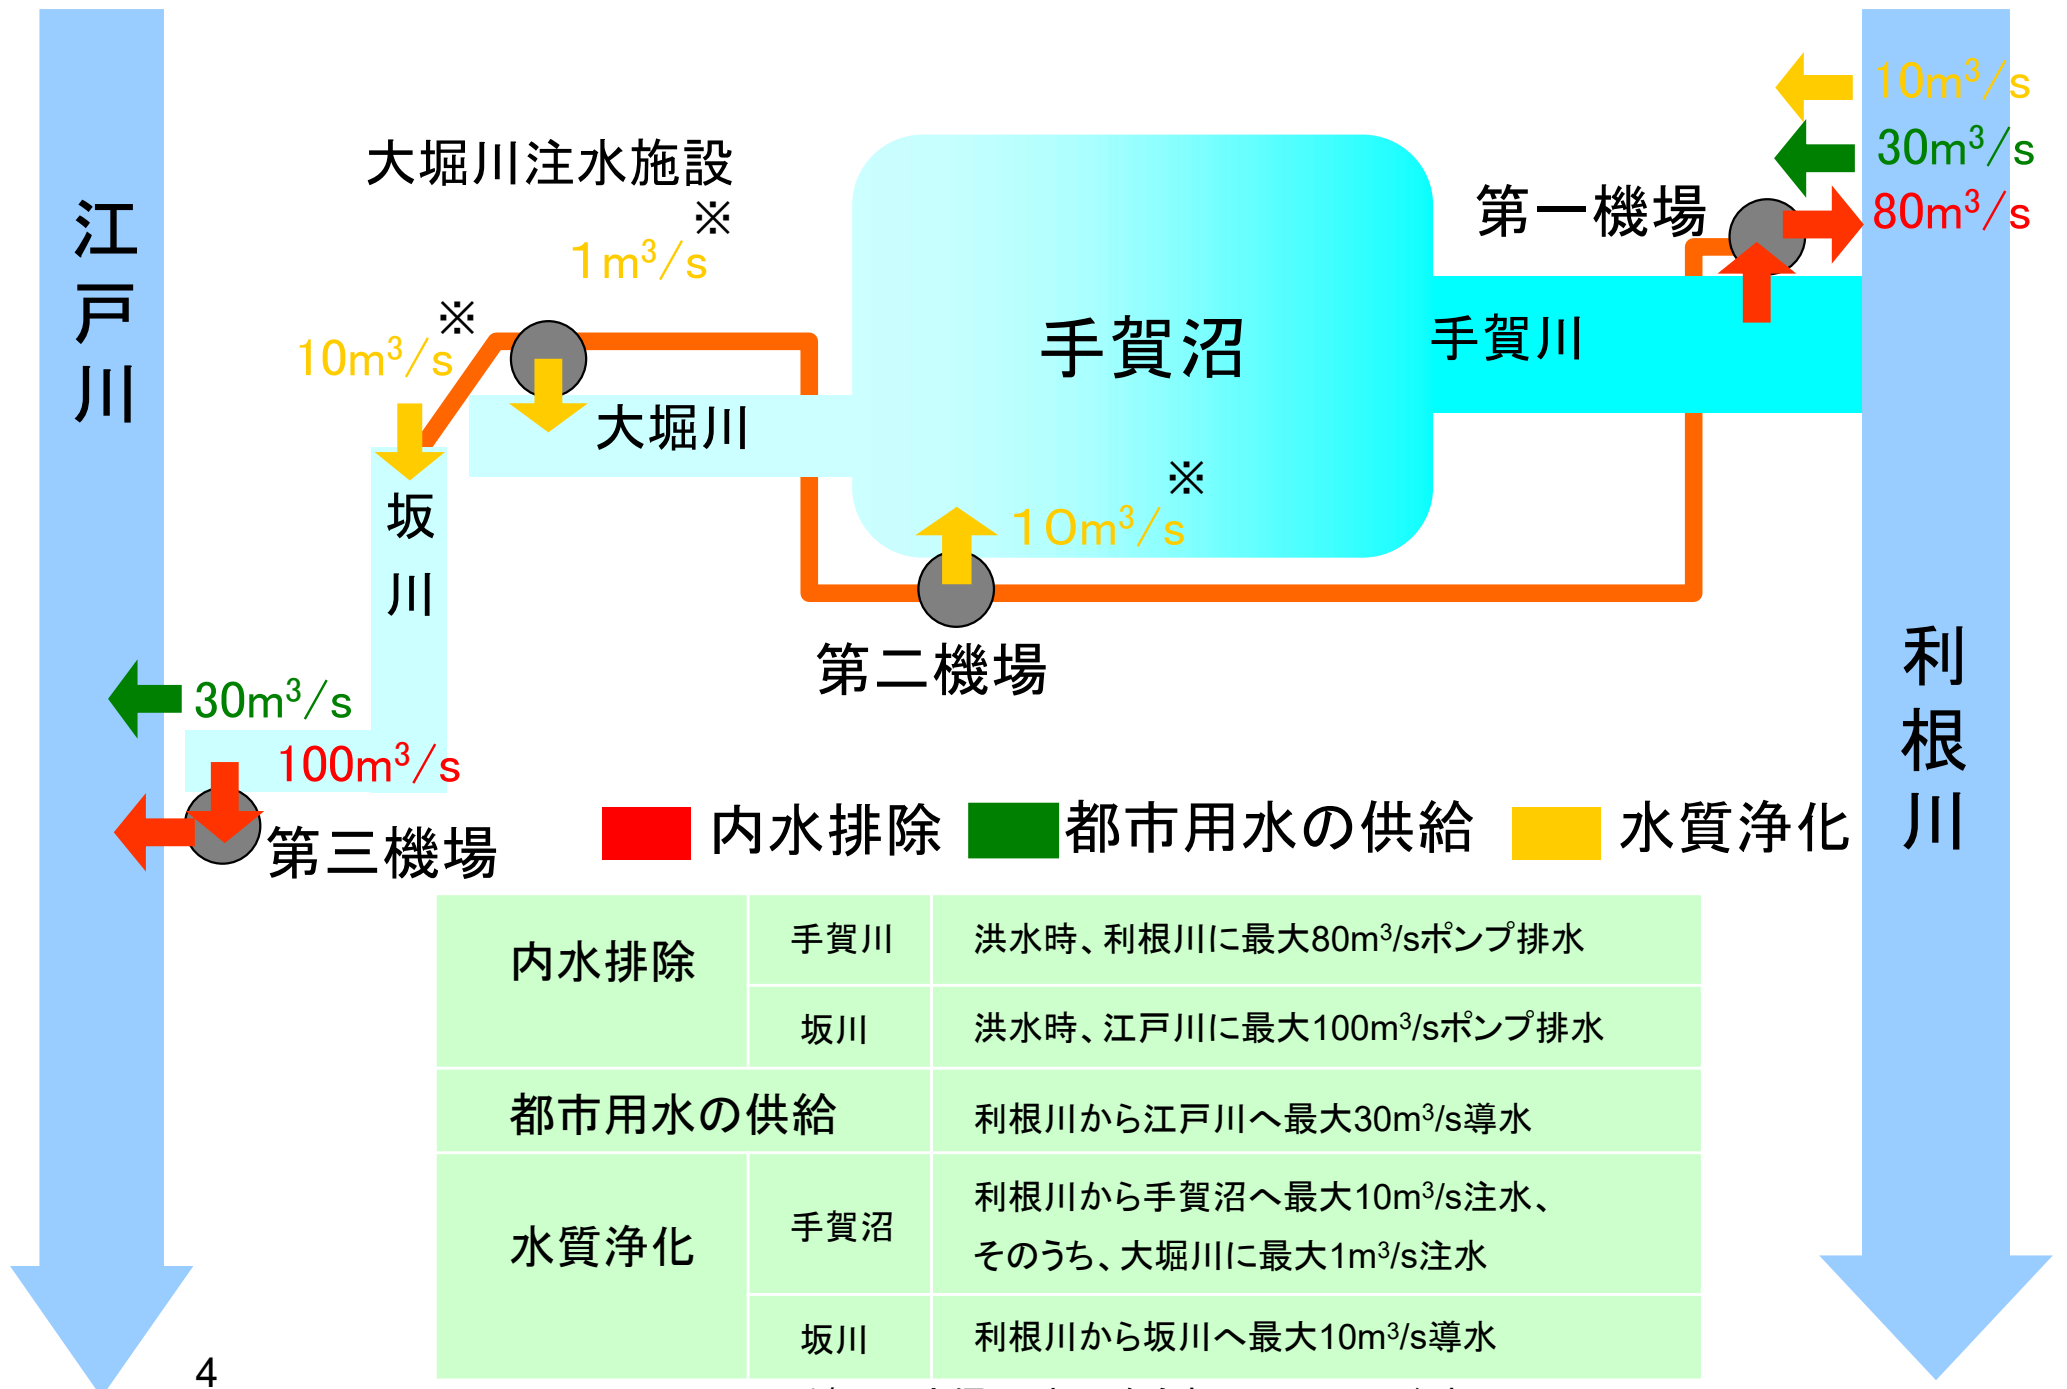 10m³/s
30m³/s
80m³/s
大堀川注水施設
※
1m³/s
※
10m³/s
第一機場
江戸川
手賀沼
手賀川
大堀川
※
10m³/s
坂川
第二機場
利根川
30m³/s
100m³/s
第三機場
内水排除 都市用水の供給 水質浄化
内水排除 手賀川 洪水時、利根川に最大80m³/sポンプ排水
坂川 洪水時、江戸川に最大100m³/sポンプ排水
都市用水の供給 利根川から江戸川へ最大30m³/s導水
水質浄化 手賀沼 利根川から手賀沼へ最大10m³/s注水、
そのうち、大堀川に最大1m³/s注水
坂川 利根川から坂川へ最大10m³/s導水
4